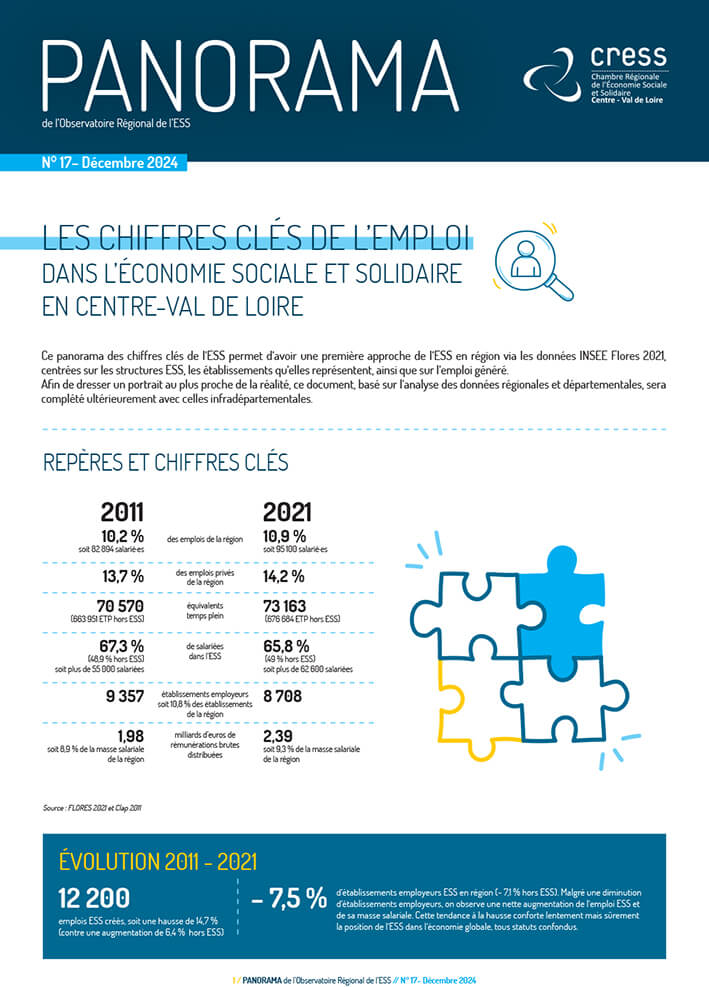 PANORAMA
de l'Observatoire Régional de l'ESS
cress
Chambre Régionale
de l'Économie Sociale
et Solidaire
Centre - Val de Loire
N° 17– Décembre 2024
LES CHIFFRES CLÉS DE L'EMPLOI
DANS L'ÉCONOMIE SOCIALE ET SOLIDAIRE
EN CENTRE-VAL DE LOIRE
Ce panorama des chiffres clés de l'ESS permet d'avoir une première approche de l'ESS en région via les données INSEE Flores 2021,
centrées sur les structures ESS, les établissements qu'elles représentent, ainsi que sur l'emploi généré.
Afin de dresser un portrait au plus proche de la réalité, ce document, basé sur l'analyse des données régionales et départementales, sera
complété ultérieurement avec celles infradépartementales.
REPÈRES ET CHIFFRES CLÉS
2011 2021
10,2 % des emplois de la région 10,9 %
soit 82 894 salarié·es soit 95 100 salarié·es
13,7 % des emplois privés de la région 14,2 %
70 570 équivalents temps plein 73 163
(663 951 ETP hors ESS) (676 684 ETP hors ESS)
67,3 % de salariées dans l'ESS 65,8 %
(48,9 % hors ESS) (49 % hors ESS)
soit plus de 55 000 salariées soit plus de 62 600 salariées
9 357 établissements employeurs 8 708
soit 10,8 % des établissements
de la région
1,98 milliards d'euros de 2,39
soit 8,9 % de la masse salariale rémunérations brutes soit 9,3 % de la masse salariale
de la région distribuées de la région
Source : FLORES 2021 et Clap 2011
ÉVOLUTION 2011 - 2021
12 200
emplois ESS créés, soit une hausse de 14,7 %
(contre une augmentation de 6,4 % hors ESS)
– 7,5 %
d'établissements employeurs ESS en région (- 7,1 % hors ESS). Malgré une diminution
d'établissements employeurs, on observe une nette augmentation de l'emploi ESS et
de sa masse salariale. Cette tendance à la hausse conforte lentement mais sûrement
la position de l'ESS dans l'économie globale, tous statuts confondus.
1 / PANORAMA de l'Observatoire Régional de l'ESS // N° 17- Décembre 2024